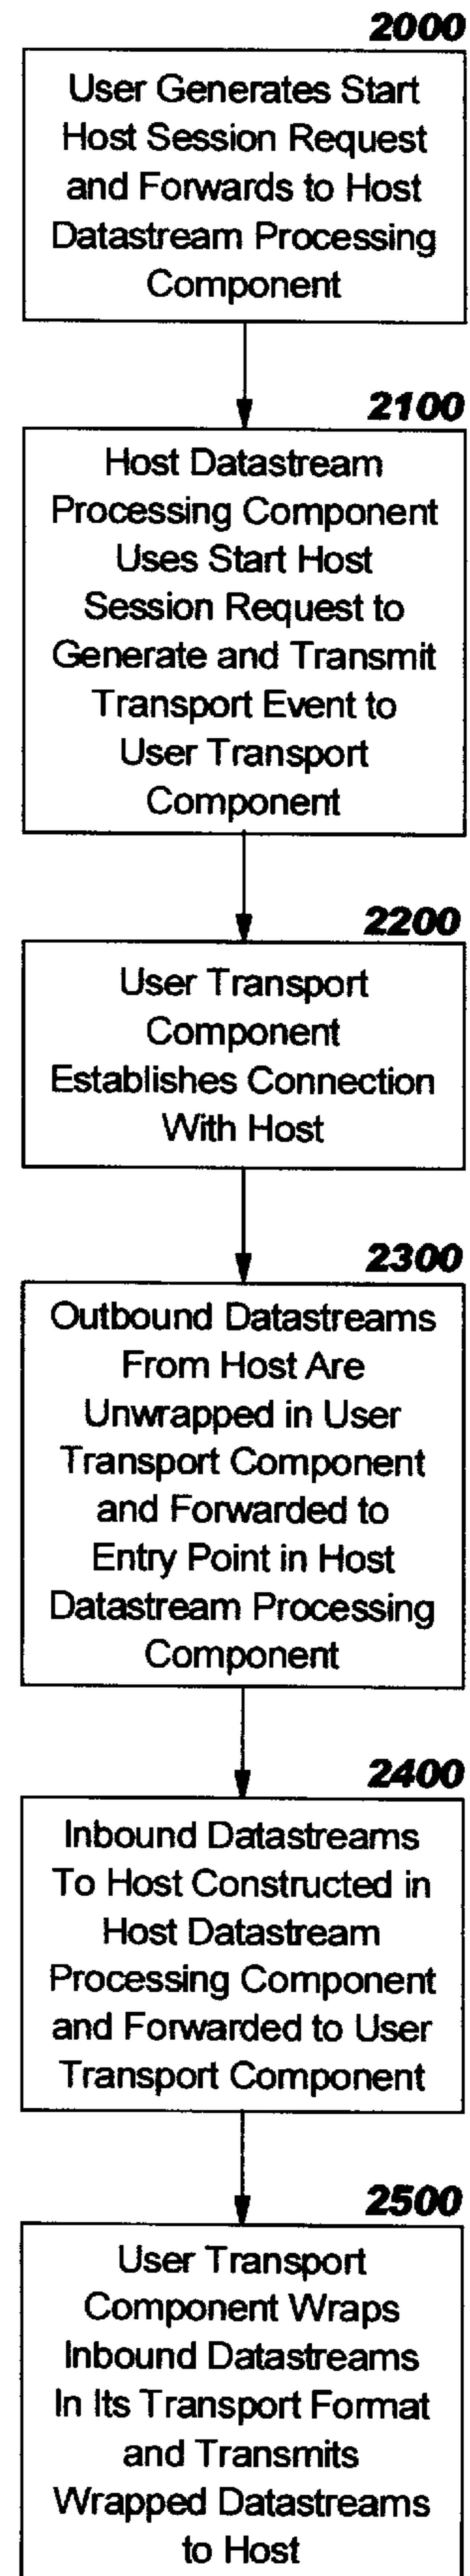 2000
User Generates Start
Host Session Request
and Forwards to Host
Datastream Processing
Component
2100
Host Datastream
Processing Component
Uses Start Host
Session Request to
Generate and Transmit
Transport Event to
User Transport
Component
2200
User Transport
Component
Establishes Connection
With Host
2300
Outbound Datastreams
From Host Are
Unwrapped in User
Transport Component
and Forwarded to
Entry Point in Host
Datastream Processing
Component
2400
Inbound Datastreams
To Host Constructed in
Host Datastream
Processing Component
and Forwarded to User
Transport Component
2500
User Transport
Component Wraps
Inbound Datastreams
In Its Transport Format
and Transmits
Wrapped Datastreams
to Host